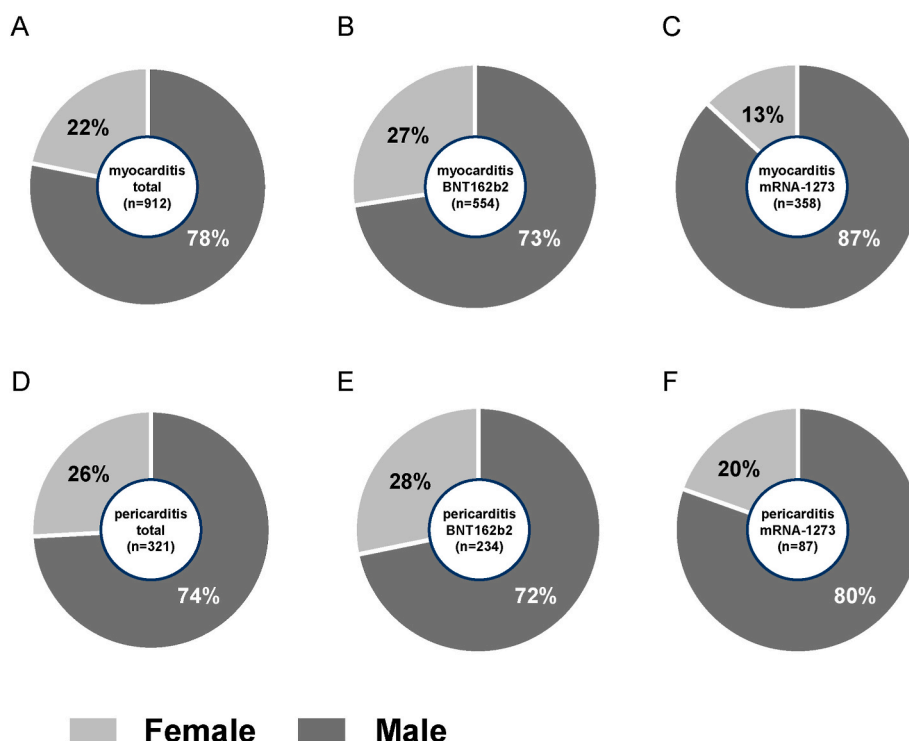 A
B
C
22%
myocarditis
total
(n=912)
78%
27%
myocarditis
BNT162b2
(n=554)
73%
13%
myocarditis
mRNA-1273
(n=358)
87%
D
E
F
26%
pericarditis
total
(n=321)
74%
28%
pericarditis
BNT162b2
(n=234)
72%
20%
pericarditis
mRNA-1273
(n=87)
80%
Female
Male